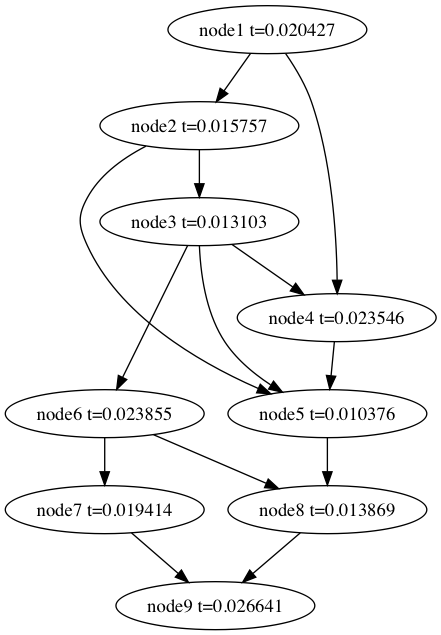 node1 t=0.020427
node2 t=0.015757
node3 t=0.013103
node4 t=0.023546
node6 t=0.023855
node5 t=0.010376
node7 t=0.019414
node8 t=0.013869
node9 t=0.026641